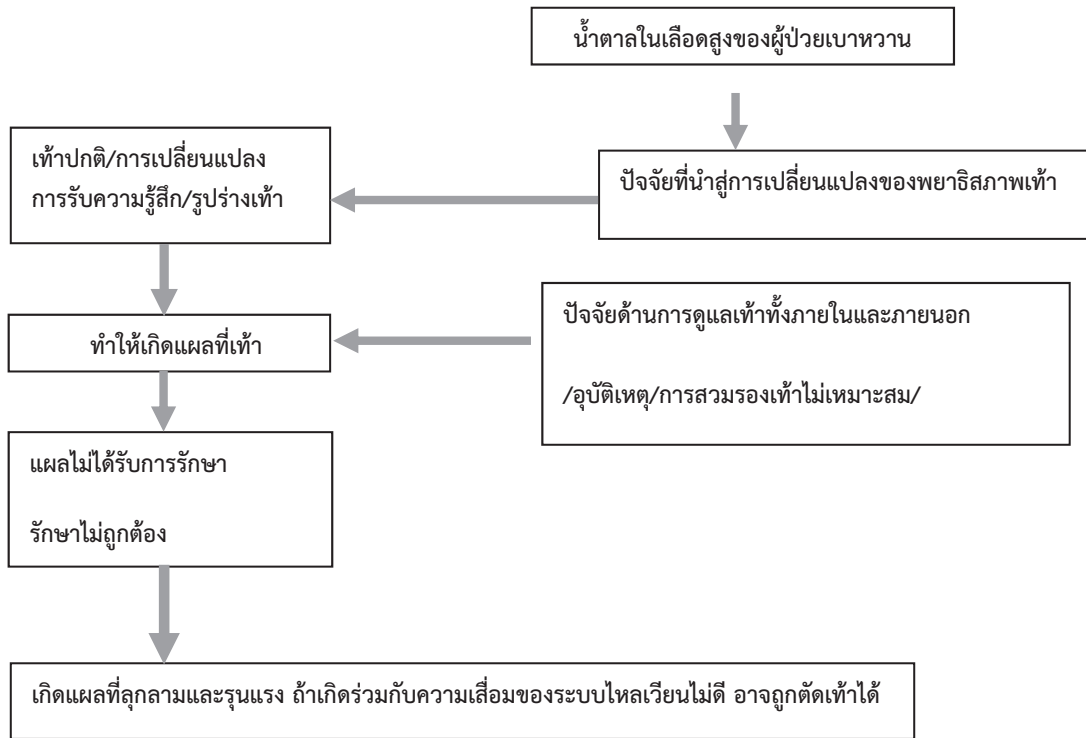 น้ำตาลในเลือดสูงของผู้ป่วยเบาหวาน
ปัจจัยที่นำสู่การเปลี่ยนแปลงของพยาธิสภาพเท้า
เท้าปกติ/การเปลี่ยนแปลง
การรับความรู้สึก/รูปร่างเท้า
ปัจจัยด้านการดูแลเท้าทั้งภายในและภายนอก
/อุบัติเหตุ/การสวมรองเท้าไม่เหมาะสม/
ทำให้เกิดแผลที่เท้า
แผลไม่ได้รับการรักษา
รักษาไม่ถูกต้อง
เกิดแผลที่ลุกลามและรุนแรง ถ้าเกิดร่วมกับความเสื่อมของระบบไหลเวียนไม่ดี อาจถูกตัดเท้าได้